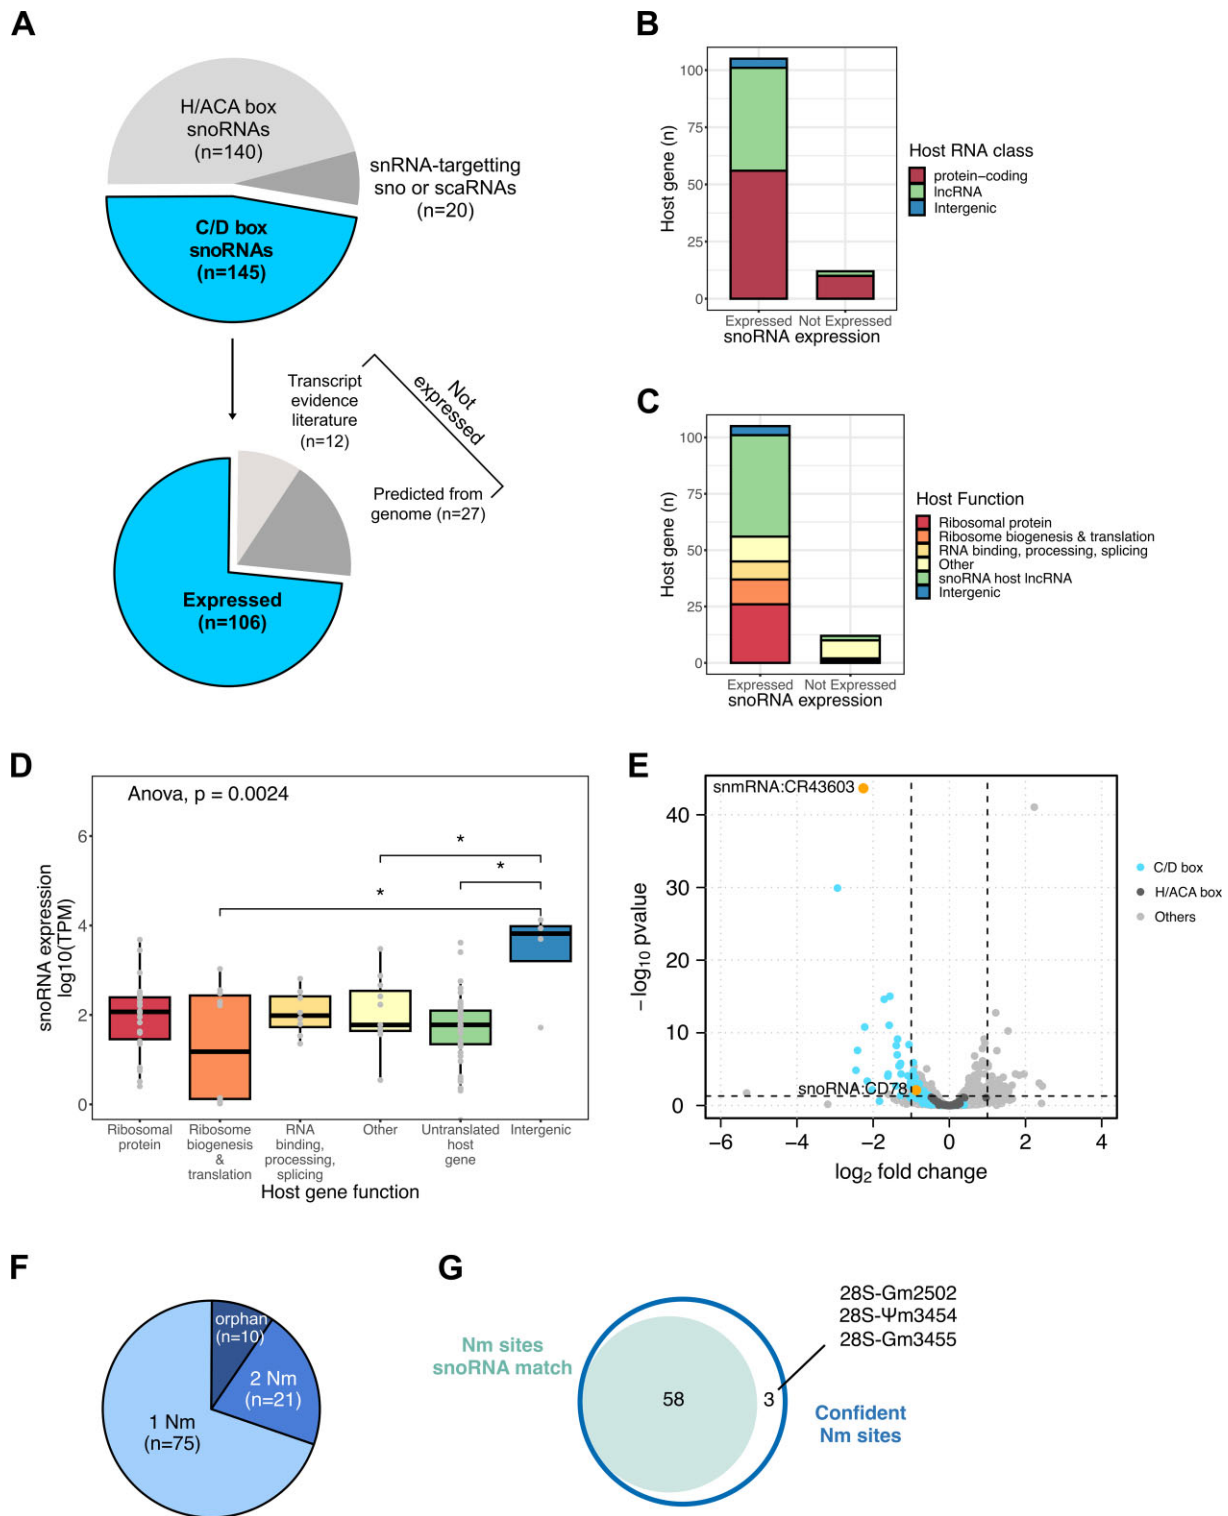 A
H/ACA box
snoRNAs
(n=140)
snRNA-targetting
sno or scaRNAs
(n=20)
C/D box
snoRNAs
(n=145)
Transcript
evidence
literature
(n=12)
Not
expressed
Predicted from
genome (n=27)
Expressed
(n=106)
B
Host gene (n)
100
75
50
25
0
Expressed Not Expressed
snoRNA expression
Host RNA class
protein-coding
lncRNA
Intergenic
C
Host gene (n)
100
75
50
25
0
Expressed Not Expressed
snoRNA expression
Host Function
Ribosomal protein
Ribosome biogenesis & translation
RNA binding, processing, splicing
Other
snoRNA host lncRNA
Intergenic
D
Anova, p = 0.0024
snoRNA expression
log10(TPM)
6
4
2
0
*
*
*
Ribosomal
protein
Ribosome
biogenesis
&
translation
RNA
binding,
processing,
splicing
Other
Untranslated
host
gene
Intergenic
Host gene function
E
snmRNA:CR43603
snoRNA:CD78
−log10 pvalue
40
30
20
10
0
−6 −4 −2 0 2 4
log2 fold change
C/D box
H/ACA box
Others
F
orphan
(n=10)
2 Nm
(n=21)
1 Nm
(n=75)
G
Nm sites
snoRNA match
58
3
28S-Gm2502
28S-Ψm3454
28S-Gm3455
Confident
Nm sites